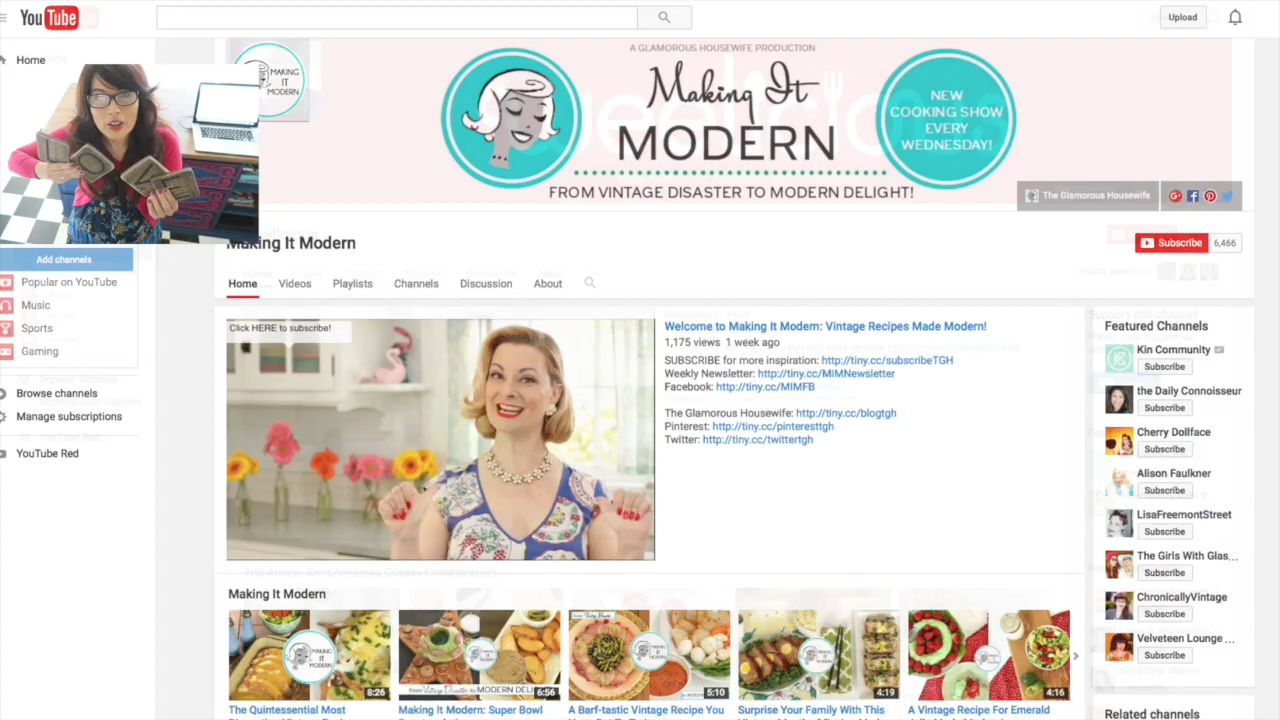 YouTube
Upload
Home
MAKING
IT
MODERN
A GLAMOROUS HOUSEWIFE PRODUCTION
Making It
MODERN
FROM VINTAGE DISASTER TO MODERN DELIGHT!
NEW
COOKING SHOW
EVERY
WEDNESDAY!
The Glamorous Housewife
Making It Modern
Subscribe 6,466
Add channels
Popular on YouTube
Music
Sports
Gaming
Browse channels
Manage subscriptions
YouTube Red
Home Videos Playlists Channels Discussion About
Click HERE to subscribe!
Welcome to Making It Modern: Vintage Recipes Made Modern!
1,175 views 1 week ago
SUBSCRIBE for more inspiration: http://tiny.cc/subscribeTGH
Weekly Newsletter: http://tiny.cc/MIMNewsletter
Facebook: http://tiny.cc/MIMFB
The Glamorous Housewife: http://tiny.cc/blogtgh
Pinterest: http://tiny.cc/pinteresttgh
Twitter: http://tiny.cc/twittertgh
Featured Channels
Kin Community
Subscribe
the Daily Connoisseur
Subscribe
Cherry Dollface
Subscribe
Alison Faulkner
Subscribe
LisaFreemontStreet
Subscribe
The Girls With Glas...
Subscribe
ChronicallyVintage
Subscribe
Velveteen Lounge ...
Subscribe
Related channels
Making It Modern
8:26
6:56
5:10
4:19
4:16
The Quintessential Most
Making It Modern: Super Bowl
A Barf-tastic Vintage Recipe You
Surprise Your Family With This
A Vintage Recipe For Emerald